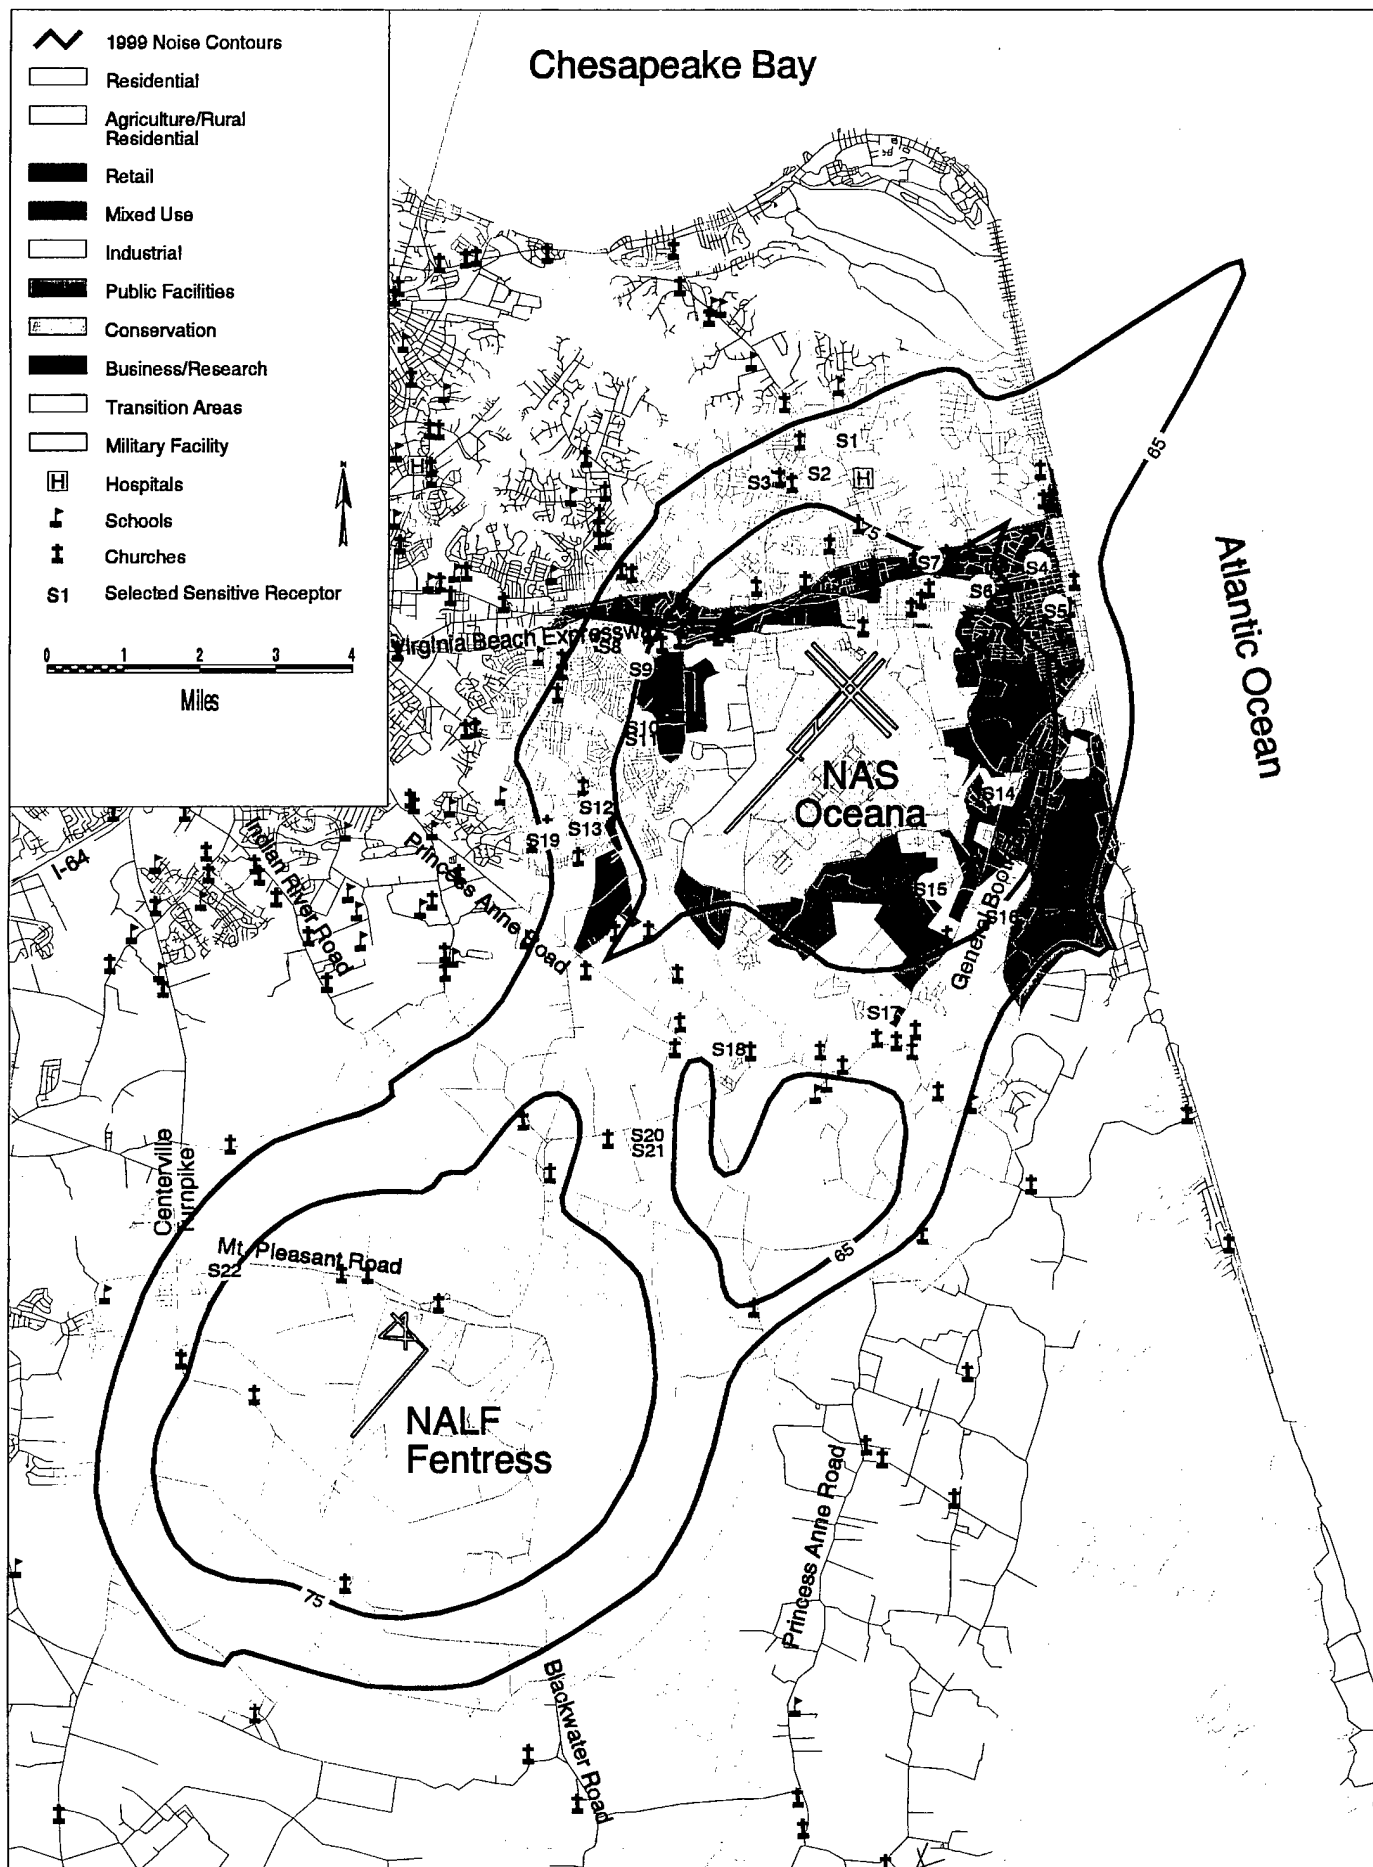 1999 Noise Contours
Residential
Agriculture/Rural
Residential
Retail
Mixed Use
Industrial
Public Facilities
Conservation
Business/Research
Transition Areas
Military Facility
H Hospitals
Schools
Churches
S1 Selected Sensitive Receptor
N
0 1 2 3 4
Miles
Chesapeake Bay
Atlantic Ocean
65
S1
S2
S3
H
H
75
S7
S4
S6
S5
Virginia Beach Expressway
S8
S9
S10
S11
NAS
Oceana
S12
S13
S14
S19
S15
S16
General Booth
I-64
Indian River Road
Princess Anne Road
S17
S18
S20
S21
Centerville
Turnpike
Mt. Pleasant Road
S22
65
NALF
Fentress
75
Princess Anne Road
Blackwater Road